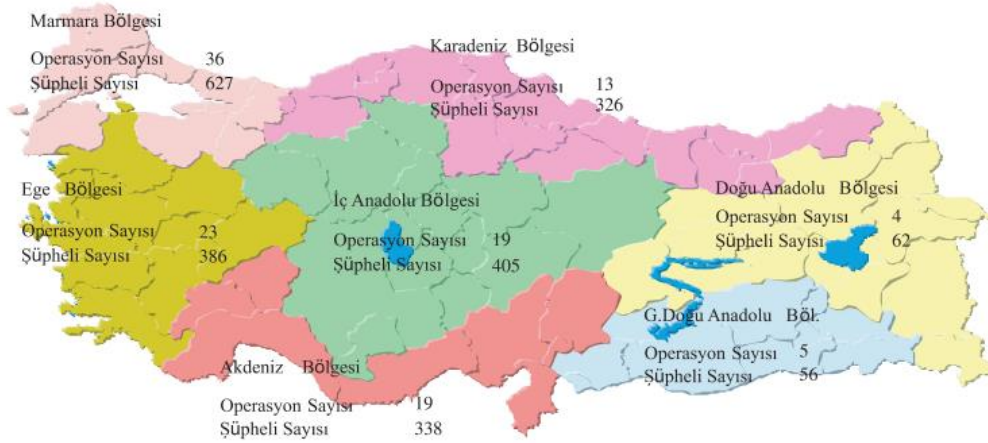 Marmara Bölgesi
Operasyon Sayısı 36
Şüpheli Sayısı 627
Karadeniz Bölgesi
Operasyon Sayısı 13
Şüpheli Sayısı 326
Ege Bölgesi
Operasyon Sayısı 23
Şüpheli Sayısı 386
İç Anadolu Bölgesi
Operasyon Sayısı 19
Şüpheli Sayısı 405
Doğu Anadolu Bölgesi
Operasyon Sayısı 4
Şüpheli Sayısı 62
G.Doğu Anadolu Böl.
Operasyon Sayısı 5
Şüpheli Sayısı 56
Akdeniz Bölgesi
Operasyon Sayısı 19
Şüpheli Sayısı 338